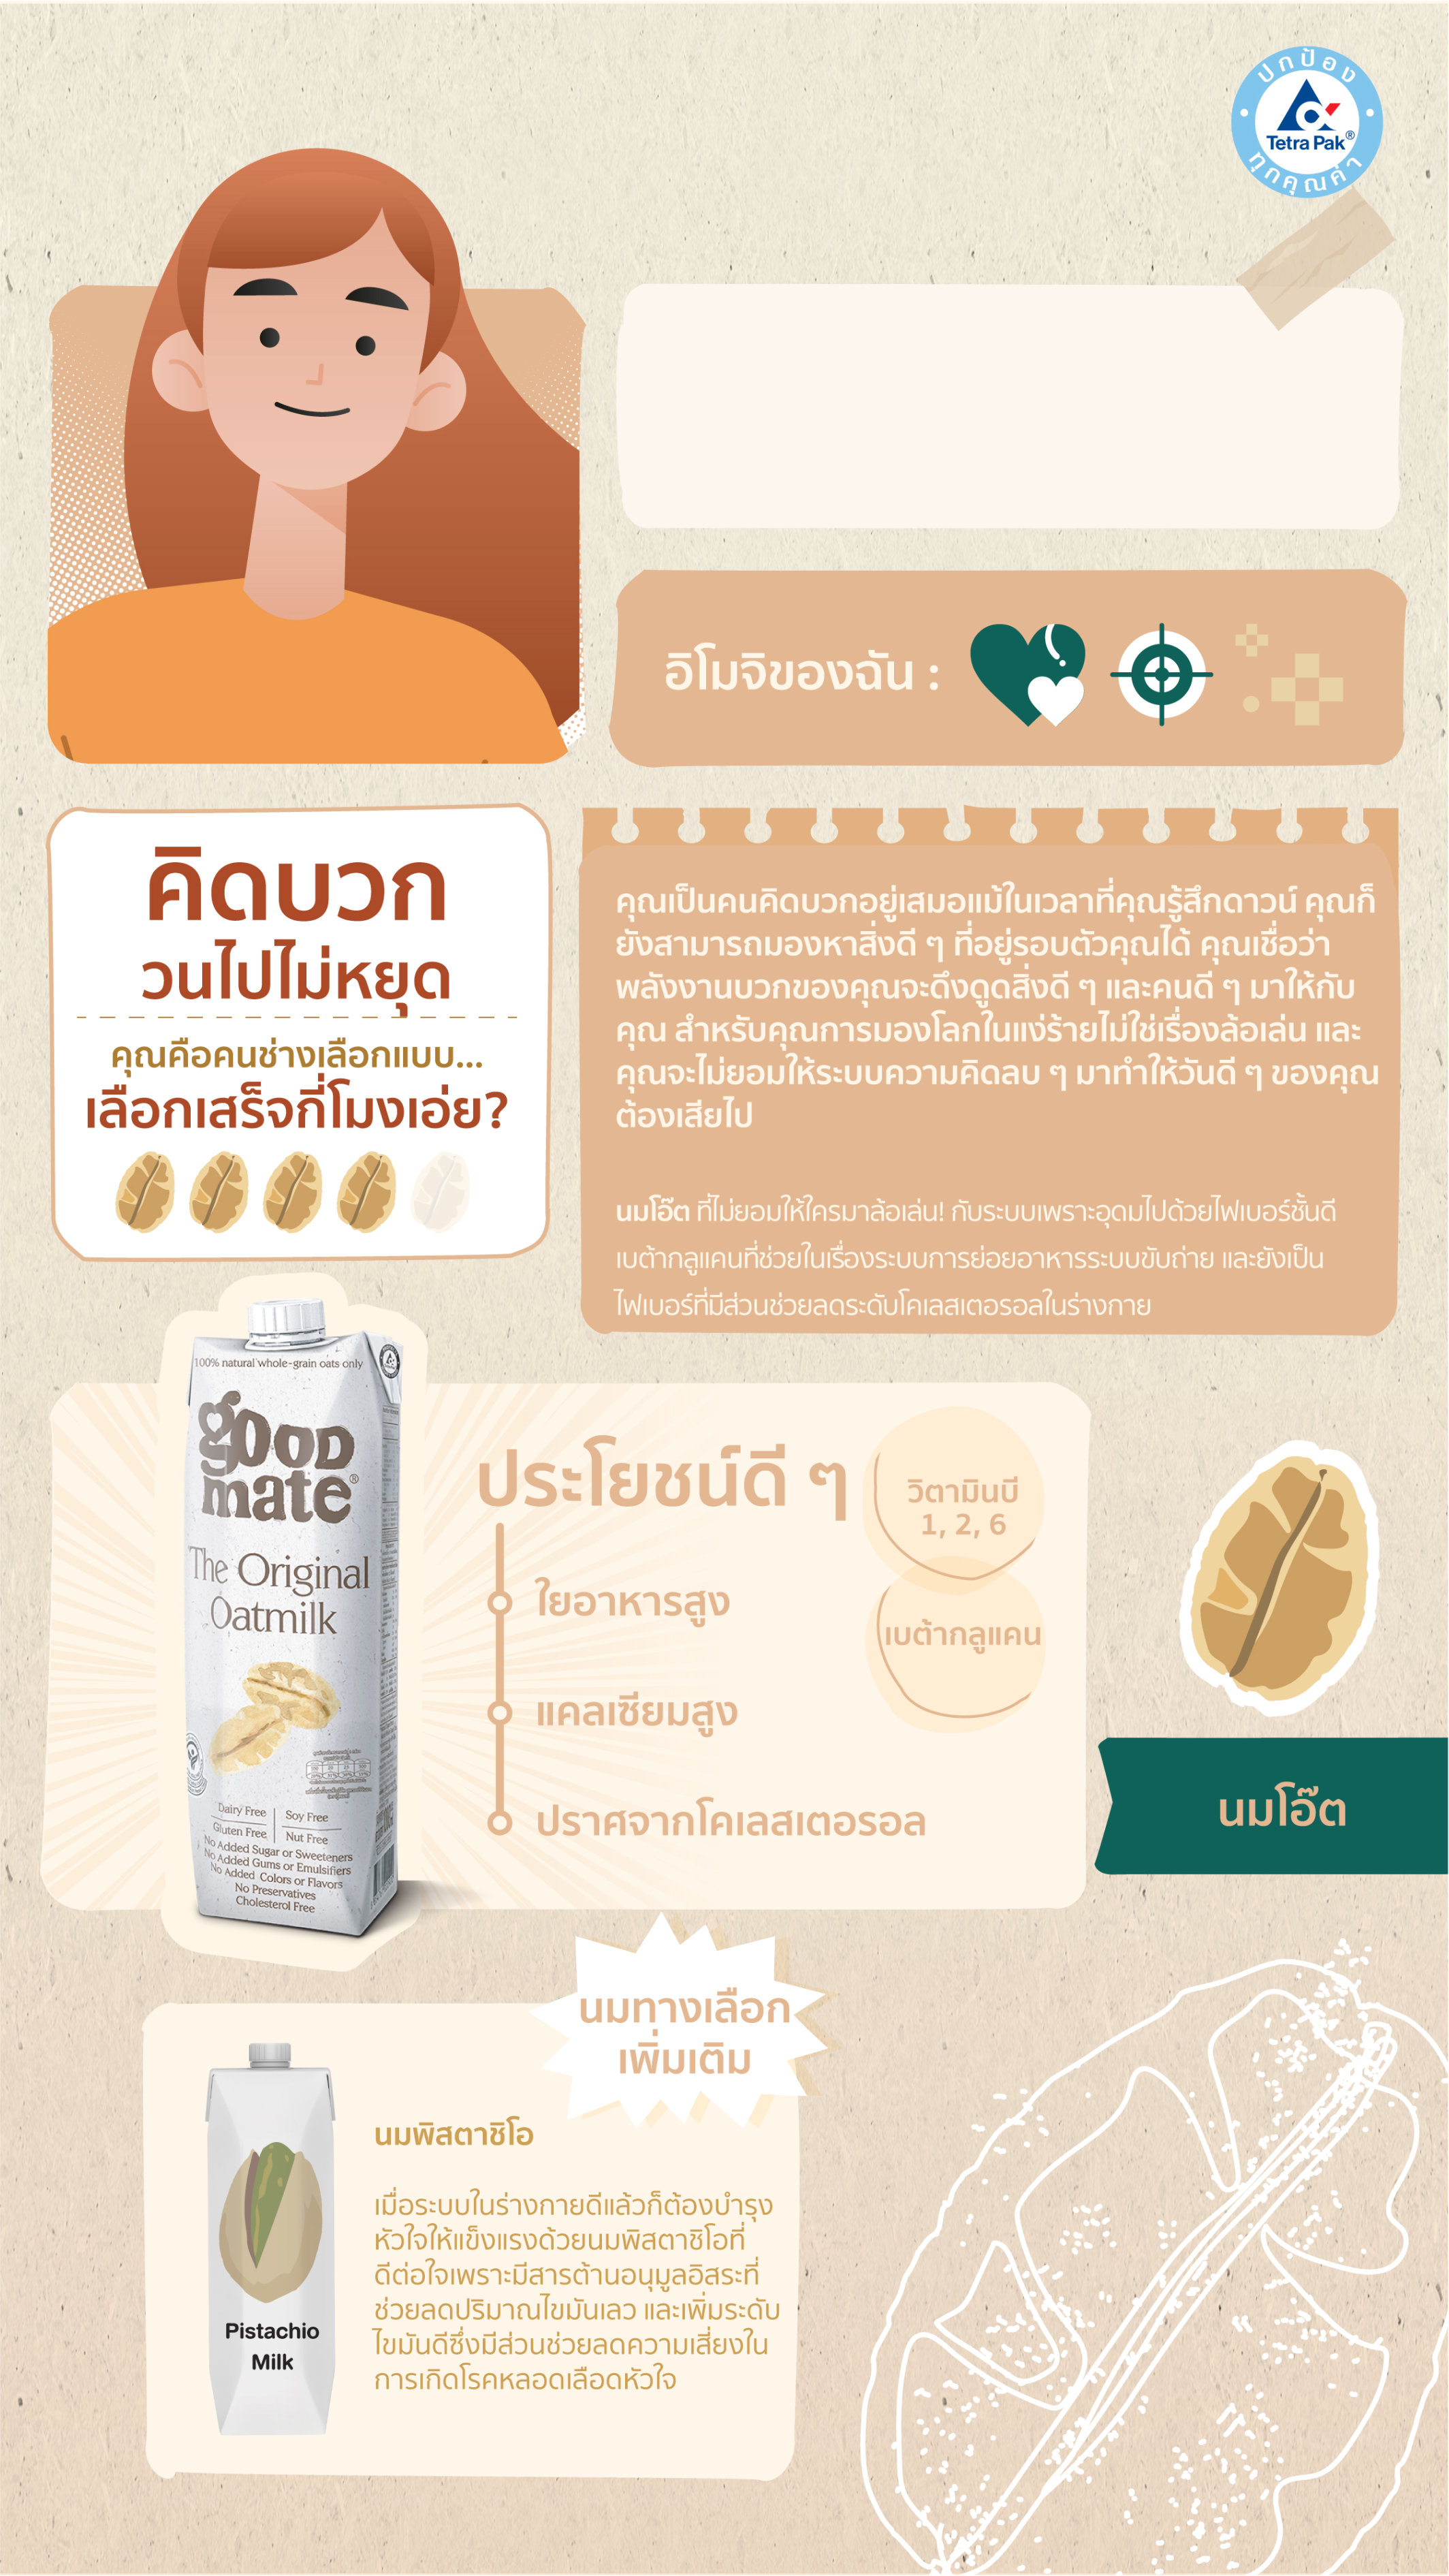 ปกป้อง
Tetra Pak®
ทุกคุณค่า
อิโมจิของฉัน :
คิดบวก
วนไปไม่หยุด
คุณคือคนช่างเลือกแบบ...
เลือกเสร็จกี่โมงเอ่ย?
คุณเป็นคนคิดบวกอยู่เสมอแม้ในเวลาที่คุณรู้สึกดาวน์ คุณก็
ยังสามารถมองหาสิ่งดี ๆ ที่อยู่รอบตัวคุณได้ คุณเชื่อว่า
พลังงานบวกของคุณจะดึงดูดสิ่งดี ๆ และคนดี ๆ มาให้กับ
คุณ สำหรับคุณการมองโลกในแง่ร้ายไม่ใช่เรื่องล้อเล่น และ
คุณจะไม่ยอมให้ระบบความคิดลบ ๆ มาทำให้วันดี ๆ ของคุณ
ต้องเสียไป
นมโอ๊ต ที่ไม่ยอมให้ใครมาล้อเล่น! กับระบบเพราะอุดมไปด้วยไฟเบอร์ชั้นดี
เบต้ากลูแคนที่ช่วยในเรื่องระบบการย่อยอาหารระบบขับถ่าย และยังเป็น
ไฟเบอร์ที่มีส่วนช่วยลดระดับโคเลสเตอรอลในร่างกาย
100% natural whole-grain oats only
good
mate®
The Original
Oatmilk
Dairy Free
Soy Free
Gluten Free
Nut Free
No Added Sugar or Sweeteners
No Added Gums or Emulsifiers
No Added Colors or Flavors
No Preservatives
Cholesterol Free
ประโยชน์ดี ๆ
ใยอาหารสูง
แคลเซียมสูง
ปราศจากโคเลสเตอรอล
วิตามินบี
1, 2, 6
เบต้ากลูแคน
นมโอ๊ต
นมทางเลือก
เพิ่มเติม
นมพิสตาชิโอ
เมื่อระบบในร่างกายดีแล้วก็ต้องบำรุง
หัวใจให้แข็งแรงด้วยนมพิสตาชิโอที่
ดีต่อใจเพราะมีสารต้านอนุมูลอิสระที่
ช่วยลดปริมาณไขมันเลว และเพิ่มระดับ
ไขมันดีซึ่งมีส่วนช่วยลดความเสี่ยงใน
การเกิดโรคหลอดเลือดหัวใจ
Pistachio
Milk